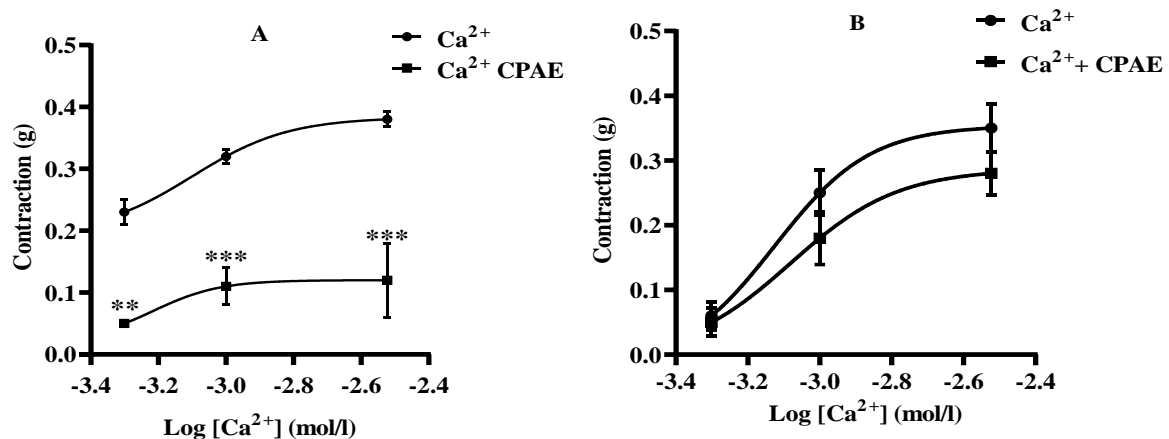 A
Ca²⁺
Ca²⁺ CPAE
Contraction (g)
0.5
0.4
0.3
0.2
0.1
0.0
**
***
***
-3.4
-3.2
-3.0
-2.8
-2.6
-2.4
Log [Ca²⁺] (mol/l)
B
Ca²⁺
Ca²⁺+ CPAE
Contraction (g)
0.5
0.4
0.3
0.2
0.1
0.0
-3.4
-3.2
-3.0
-2.8
-2.6
-2.4
Log [Ca²⁺] (mol/l)